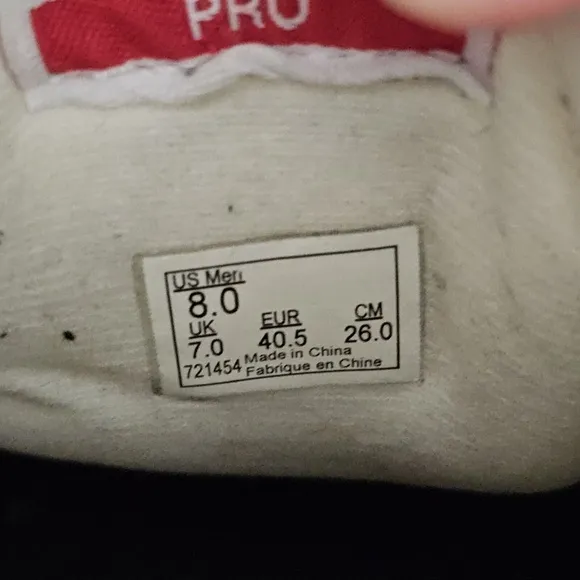 PRO
US Men
8.0
UK EUR CM
7.0 40.5 26.0
721454 Made in China
Fabrique en Chine